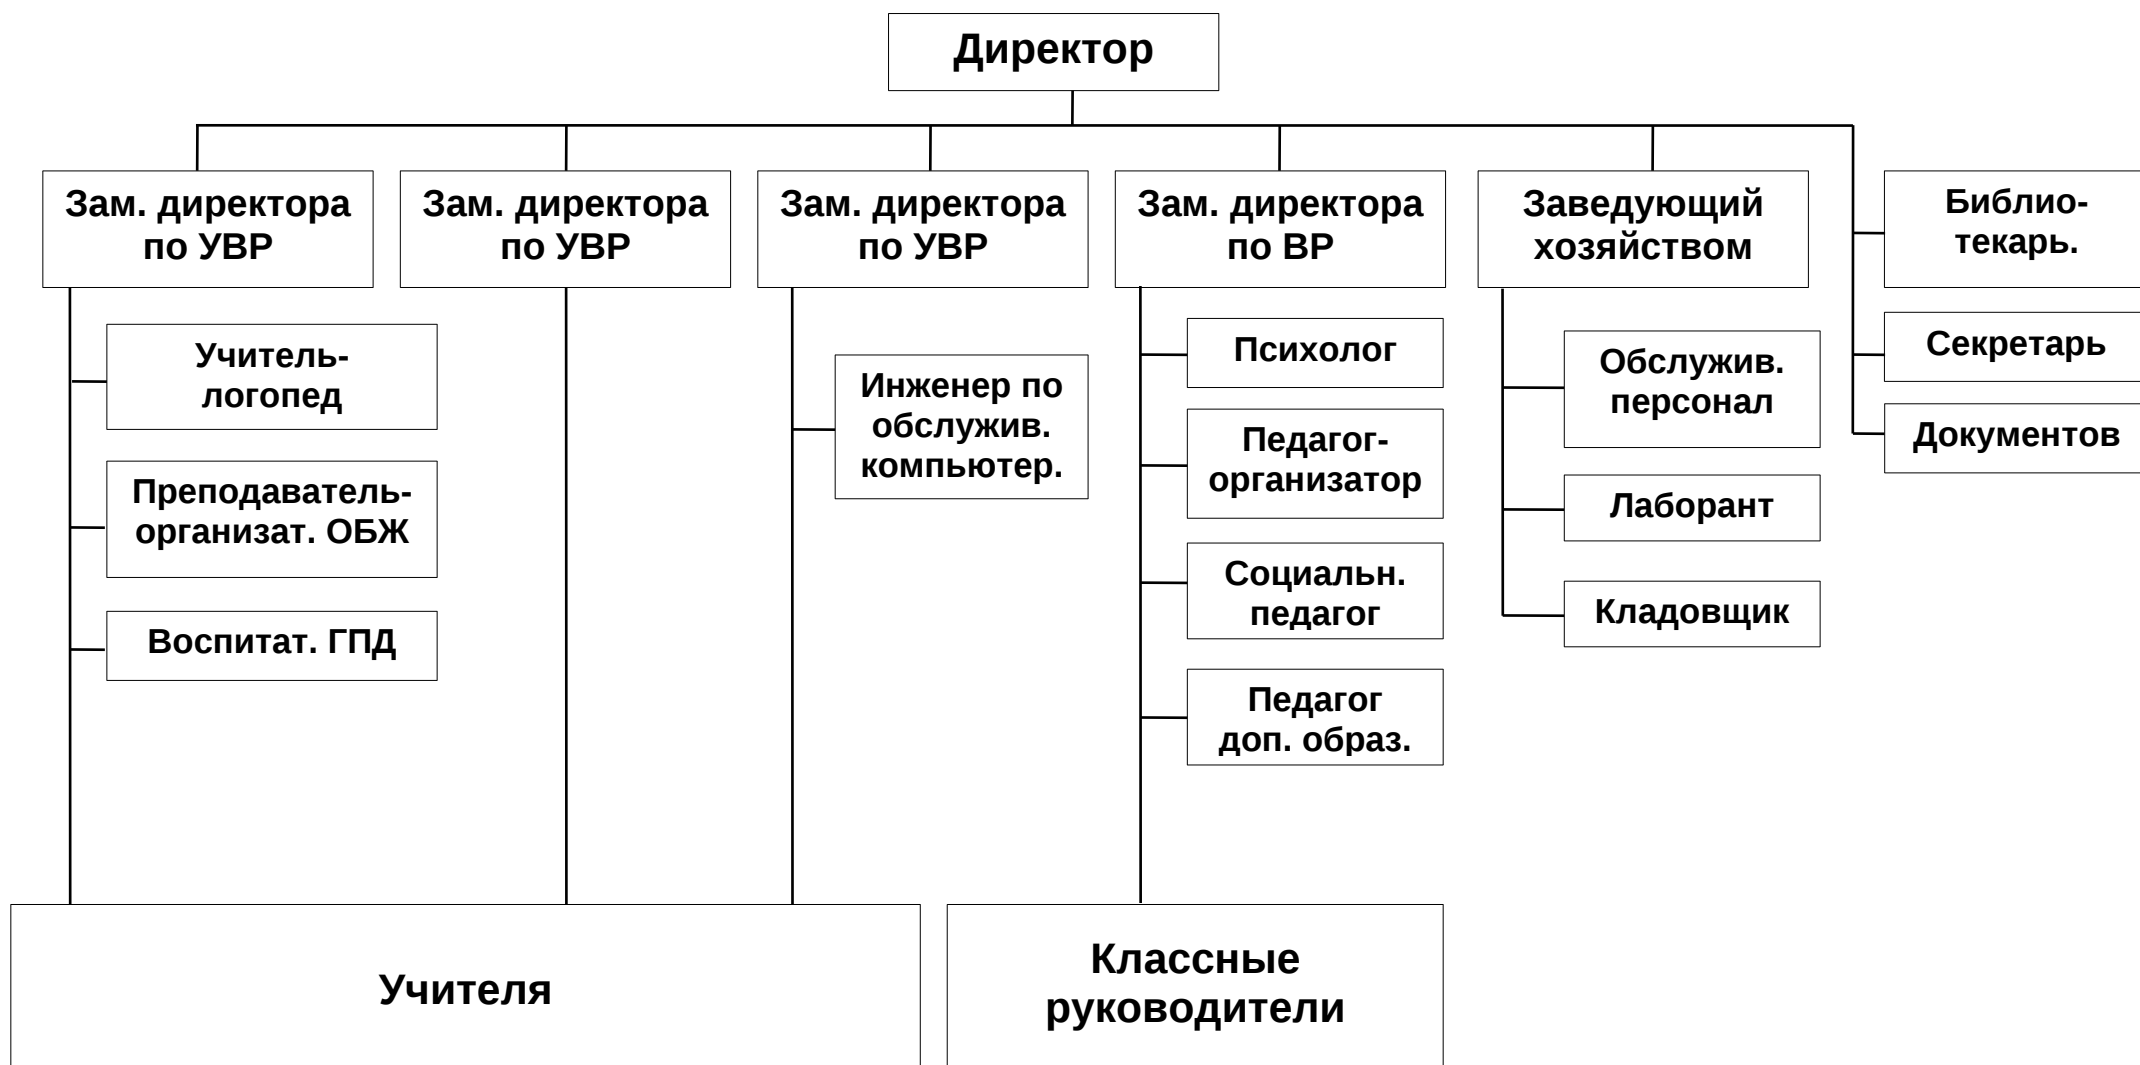 Директор
Зам. директора
по УВР
Зам. директора
по УВР
Зам. директора
по УВР
Зам. директора
по ВР
Заведующий
хозяйством
Библио-
текарь.
Учитель-
логопед
Преподаватель-
организат. ОБЖ
Воспитат. ГПД
Инженер по
обслужив.
компьютер.
Психолог
Педагог-
организатор
Социальн.
педагог
Педагог
доп. образ.
Обслужив.
персонал
Лаборант
Кладовщик
Секретарь
Документов
Учителя
Классные
руководители